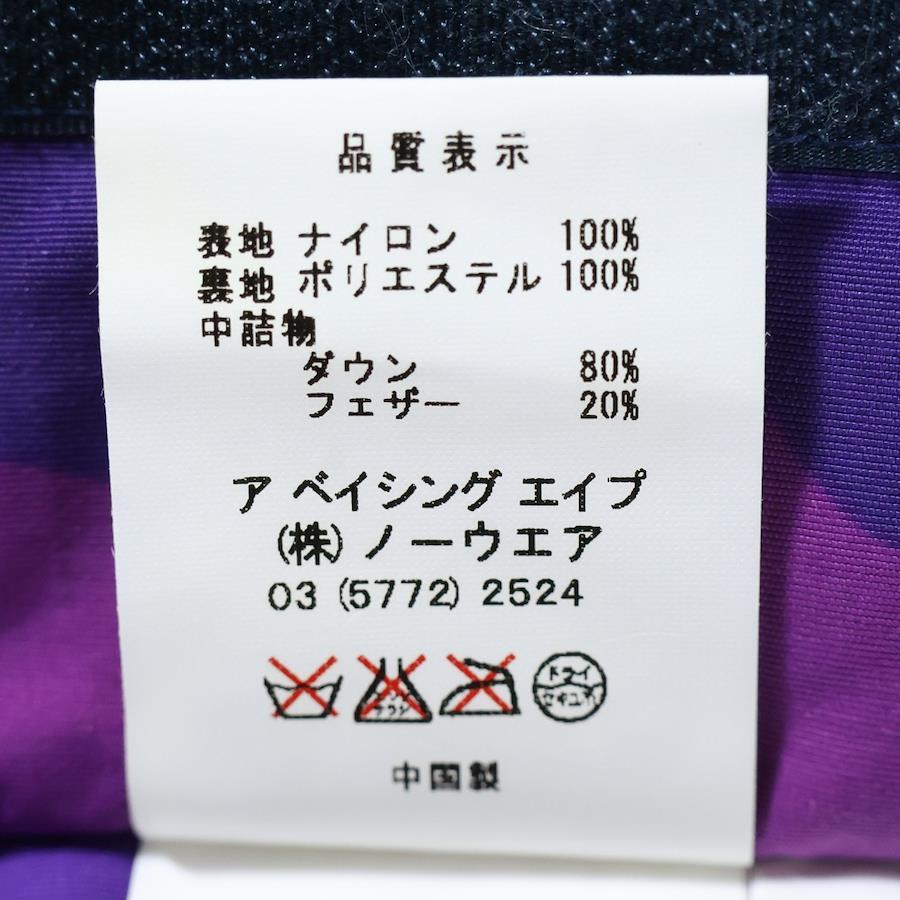 品質表示
表地 ナイロン 100%
裏地 ポリエステル 100%
中詰物
ダウン 80%
フェザー 20%
ア ベイシング エイプ
(株) ノーウエア
03 (5772) 2524
ドライ
セキユ系
中国製